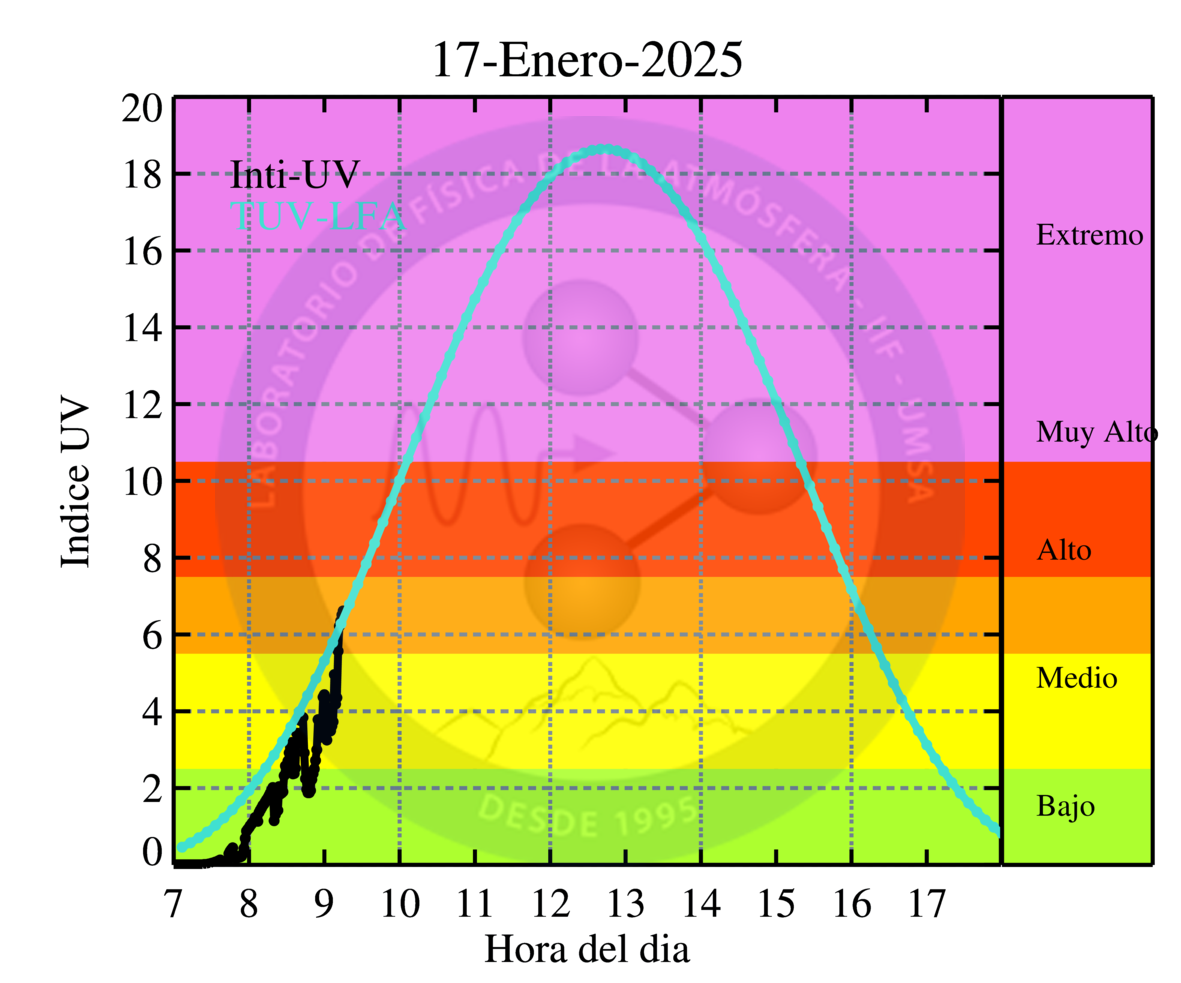 17-Enero-2025
Inti-UV
TUV-LFA
LABORATORIO DE FÍSICA DE LA ATMÓSFERA - IIF - UMSA
DESDE 1995
Indice UV
20
18
16
14
12
10
8
6
4
2
0
Extremo
Muy Alto
Alto
Medio
Bajo
7 8 9 10 11 12 13 14 15 16 17
Hora del dia